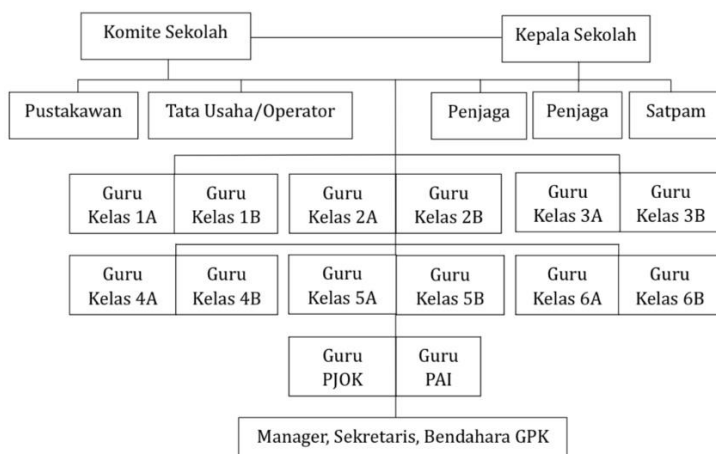 Komite Sekolah
Kepala Sekolah
Pustakawan
Tata Usaha/Operator
Penjaga
Penjaga
Satpam
Guru
Kelas 1A
Guru
Kelas 1B
Guru
Kelas 2A
Guru
Kelas 2B
Guru
Kelas 3A
Guru
Kelas 3B
Guru
Kelas 4A
Guru
Kelas 4B
Guru
Kelas 5A
Guru
Kelas 5B
Guru
Kelas 6A
Guru
Kelas 6B
Guru
PJOK
Guru
PAI
Manager, Sekretaris, Bendahara GPK